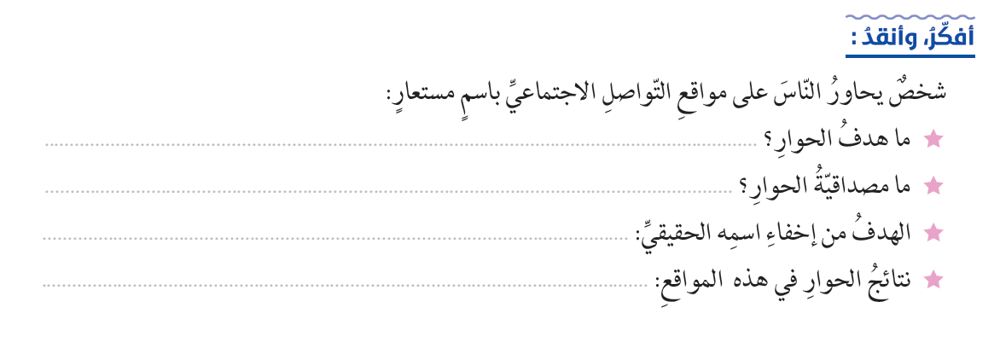 أفكّرُ، وأنقدُ :
شخصٌ يحاورُ النّاسَ على مواقعِ التّواصلِ الاجتماعيِّ باسمٍ مستعارٍ:
ما هدفُ الحوارِ؟
ما مصداقيّةُ الحوارِ؟
الهدفُ من إخفاءِ اسمِه الحقيقيِّ:
نتائجُ الحوارِ في هذه المواقعِ: